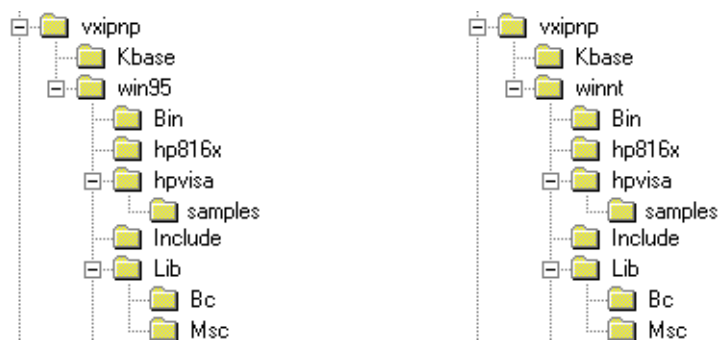 vxipnp
Kbase
win95
Bin
hp816x
hpvisa
samples
Include
Lib
Bc
Msc
vxipnp
Kbase
winnt
Bin
hp816x
hpvisa
samples
Include
Lib
Bc
Msc